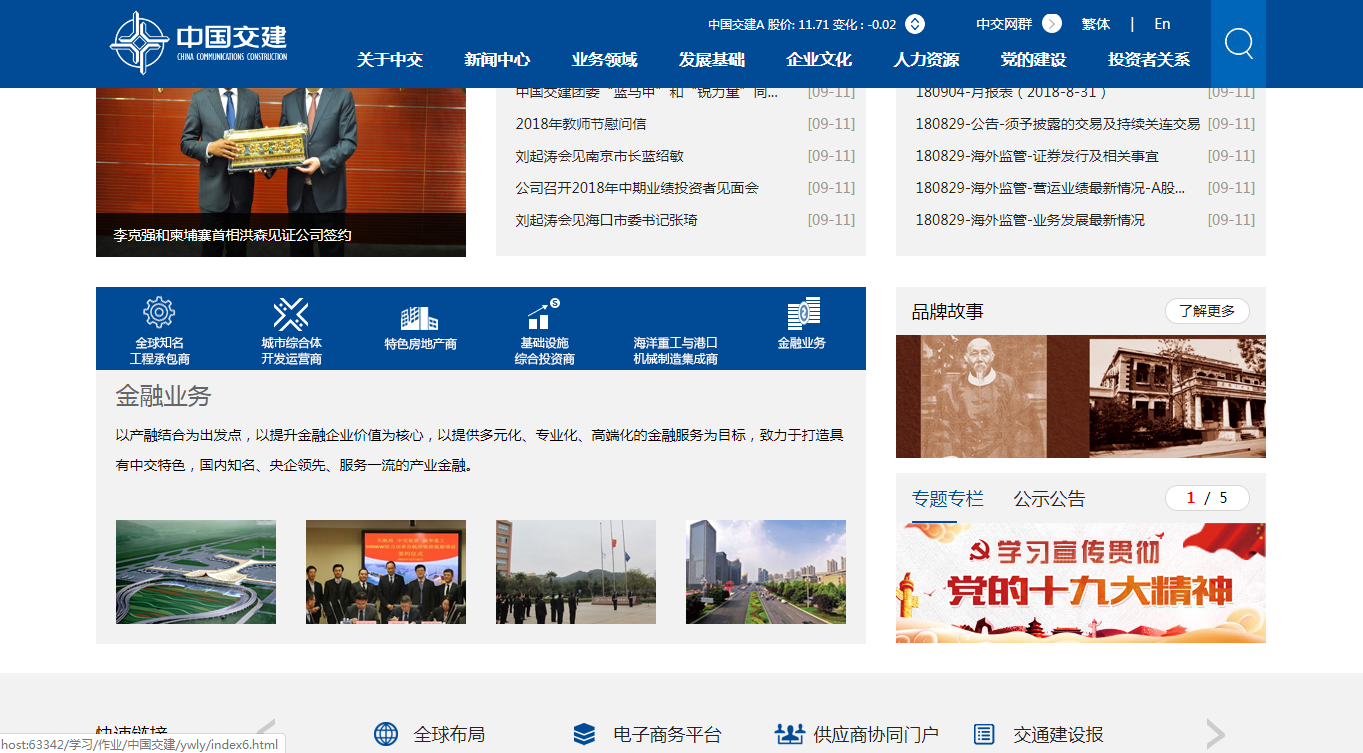 中国交建
CHINA COMMUNICATIONS CONSTRUCTION
中国交建A 股价: 11.71 变化 : -0.02
中交网群
繁体
|
En
关于中交
新闻中心
业务领域
发展基础
企业文化
人力资源
党的建设
投资者关系
李克强和柬埔寨首相洪森见证公司签约
中国交建团委“蓝马甲”和“锐力量”同... [09-11]
2018年教师节慰问信 [09-11]
刘起涛会见南京市长蓝绍敏 [09-11]
公司召开2018年中期业绩投资者见面会 [09-11]
刘起涛会见海口市委书记张琦 [09-11]
180904-月报表（2018-8-31） [09-11]
180829-公告-须予披露的交易及持续关连交易 [09-11]
180829-海外监管-证券发行及相关事宜 [09-11]
180829-海外监管-营运业绩最新情况-A股... [09-11]
180829-海外监管-业务发展最新情况 [09-11]
全球知名
工程承包商
城市综合体
开发运营商
特色房地产商
基础设施
综合投资商
海洋重工与港口
机械制造集成商
金融业务
金融业务
以产融结合为出发点，以提升金融企业价值为核心，以提供多元化、专业化、高端化的金融服务为目标，致力于打造具
有中交特色，国内知名、央企领先、服务一流的产业金融。
品牌故事
了解更多
专题专栏
公示公告
1 / 5
学习宣传贯彻
党的十九大精神
快速链接
全球布局
电子商务平台
供应商协同门户
交通建设报
host:63342/学习/作业/中国交建/ywly/index6.html